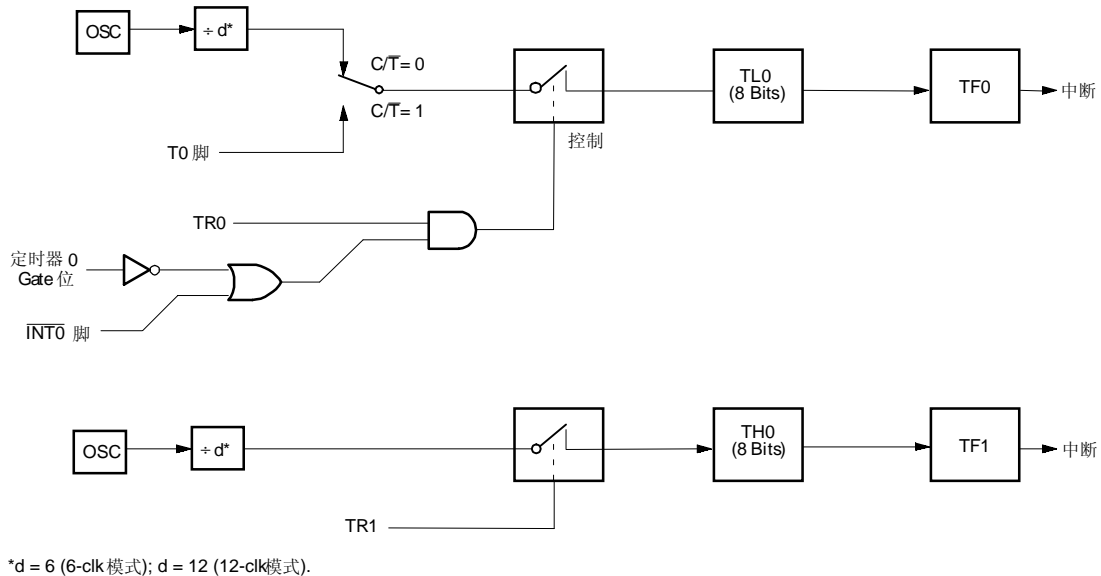 OSC
÷ d*
C/T̅= 0
C/T̅= 1
T0 脚
控制
TL0
(8 Bits)
TF0
中断
TR0
定时器 0
Gate 位
I̅N̅T̅0̅ 脚
OSC
÷ d*
TH0
(8 Bits)
TF1
中断
TR1
*d = 6 (6-clk 模式); d = 12 (12-clk模式).